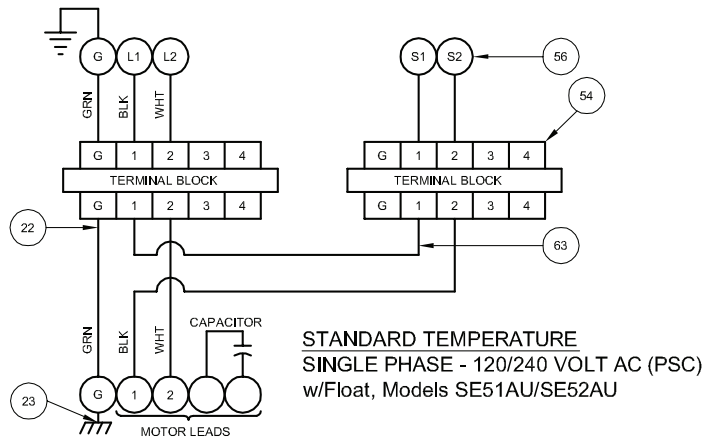 G L1 L2 S1 S2 56
GRN BLK WHT
54
G 1 2 3 4 G 1 2 3 4
TERMINAL BLOCK TERMINAL BLOCK
G 1 2 3 4 G 1 2 3 4
22 63
GRN BLK WHT CAPACITOR
STANDARD TEMPERATURE
SINGLE PHASE - 120/240 VOLT AC (PSC)
w/Float, Models SE51AU/SE52AU
23 G 1 2
MOTOR LEADS